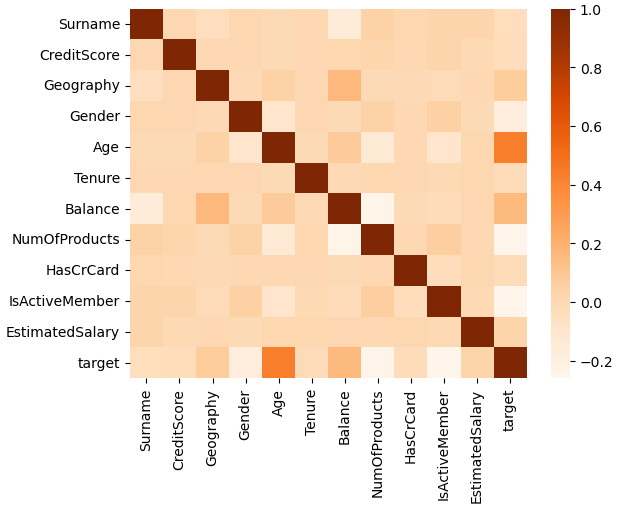 Surname
CreditScore
Geography
Gender
Age
Tenure
Balance
NumOfProducts
HasCrCard
IsActiveMember
EstimatedSalary
target
Surname
CreditScore
Geography
Gender
Age
Tenure
Balance
NumOfProducts
HasCrCard
IsActiveMember
EstimatedSalary
target
1.0
0.8
0.6
0.4
0.2
0.0
−0.2